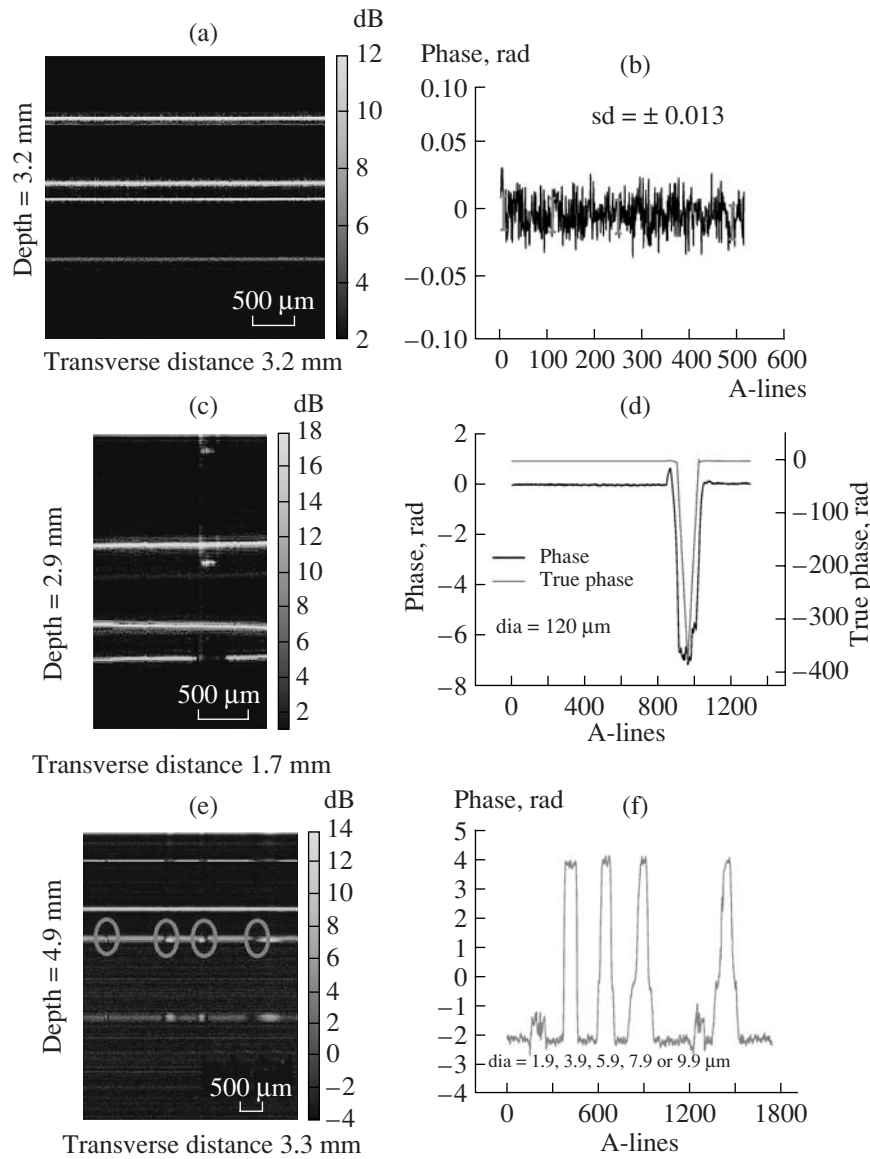 (a)
dB
12
10
8
6
4
2
Depth = 3.2 mm
500 μm
Transverse distance 3.2 mm
Phase, rad
(b)
0.10
0.05
0
−0.05
−0.10
sd = ± 0.013
0 100 200 300 400 500 600
A-lines
(c)
dB
18
16
14
12
10
8
6
4
2
Depth = 2.9 mm
500 μm
Transverse distance 1.7 mm
(d)
2
0
−2
−4
−6
−8
Phase, rad
Phase
True phase
dia = 120 μm
0
−100
−200
−300
−400
True phase, rad
0 400 800 1200
A-lines
(e)
dB
14
12
10
8
6
4
2
0
−2
−4
Depth = 4.9 mm
500 μm
Transverse distance 3.3 mm
Phase, rad
(f)
5
4
3
2
1
0
−1
−2
−3
−4
dia = 1.9, 3.9, 5.9, 7.9 or 9.9 μm
0 600 1200 1800
A-lines